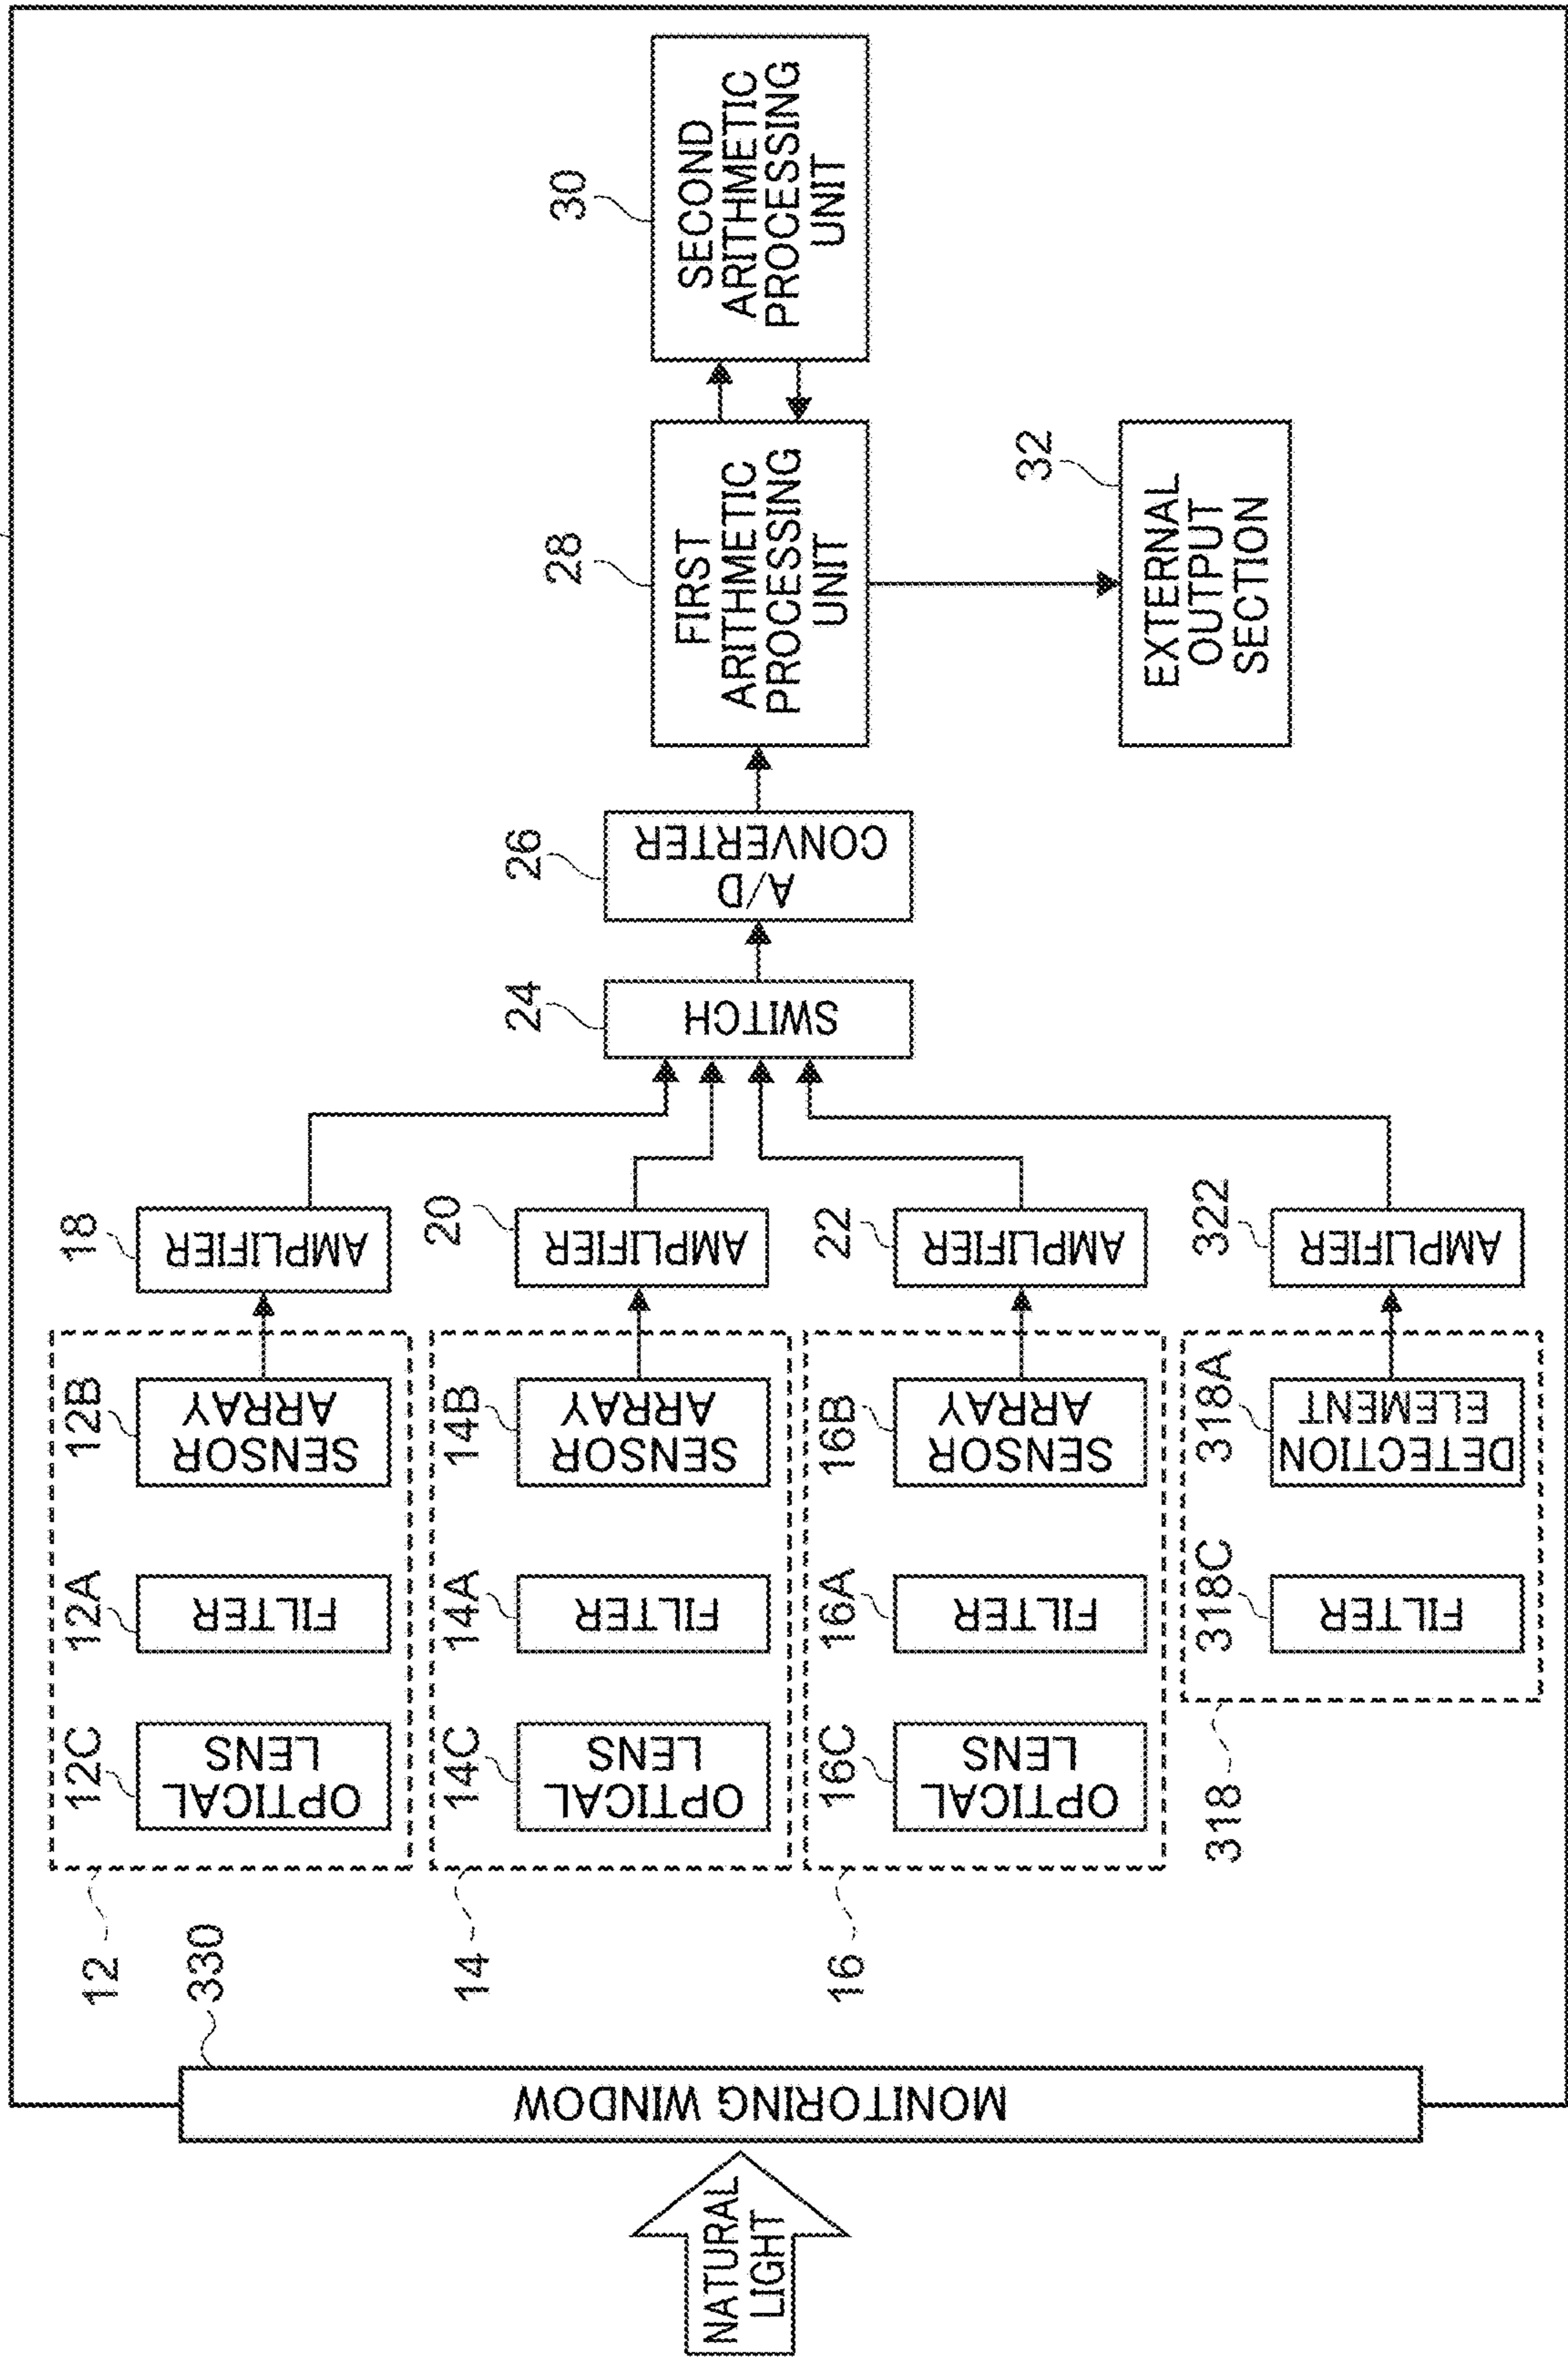 12
12C
OPTICAL
LENS
12A
FILTER
12B
SENSOR
ARRAY
18
AMPLIFIER
14
14C
OPTICAL
LENS
14A
FILTER
14B
SENSOR
ARRAY
20
AMPLIFIER
16
16C
OPTICAL
LENS
16A
FILTER
16B
SENSOR
ARRAY
22
AMPLIFIER
318
318C
FILTER
318A
DETECTION
ELEMENT
322
AMPLIFIER
330
MONITORING WINDOW
NATURAL
LIGHT
24
SWITCH
26
A/D
CONVERTER
28
FIRST
ARITHMETIC
PROCESSING
UNIT
30
SECOND
ARITHMETIC
PROCESSING
UNIT
32
EXTERNAL
OUTPUT
SECTION